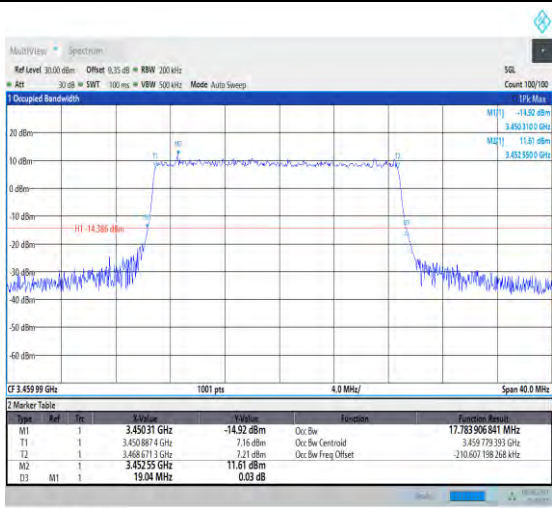 MultiView Spectrum
Ref Level 30.00 dBm Offset 9.35 dB RBW 200 kHz SGL
Att 30 dB SWT 100 ms VBW 500 kHz Mode Auto Sweep Count 100/100
1 Occupied Bandwidth 1Pk Max
M1[1] -14.92 dBm
3.450 310 0 GHz
M2[1] 11.61 dBm
3.452 550 0 GHz
20 dBm
M2
10 dBm
T1 T2
0 dBm
-10 dBm
M1 D3
H1 -14.386 dBm
-20 dBm
-30 dBm
-40 dBm
-50 dBm
-60 dBm
CF 3.459 99 GHz 1001 pts 4.0 MHz/ Span 40.0 MHz
2 Marker Table
Type Ref Trc X-Value Y-Value Function Function Result
M1 1 3.450 31 GHz -14.92 dBm Occ Bw 17.783 906 841 MHz
T1 1 3.450 887 4 GHz 7.16 dBm Occ Bw Centroid 3.459 779 393 GHz
T2 1 3.468 671 3 GHz 7.21 dBm Occ Bw Freq Offset -210.607 198 268 kHz
M2 1 3.452 55 GHz 11.61 dBm
D3 M1 1 19.04 MHz 0.03 dB
Ready